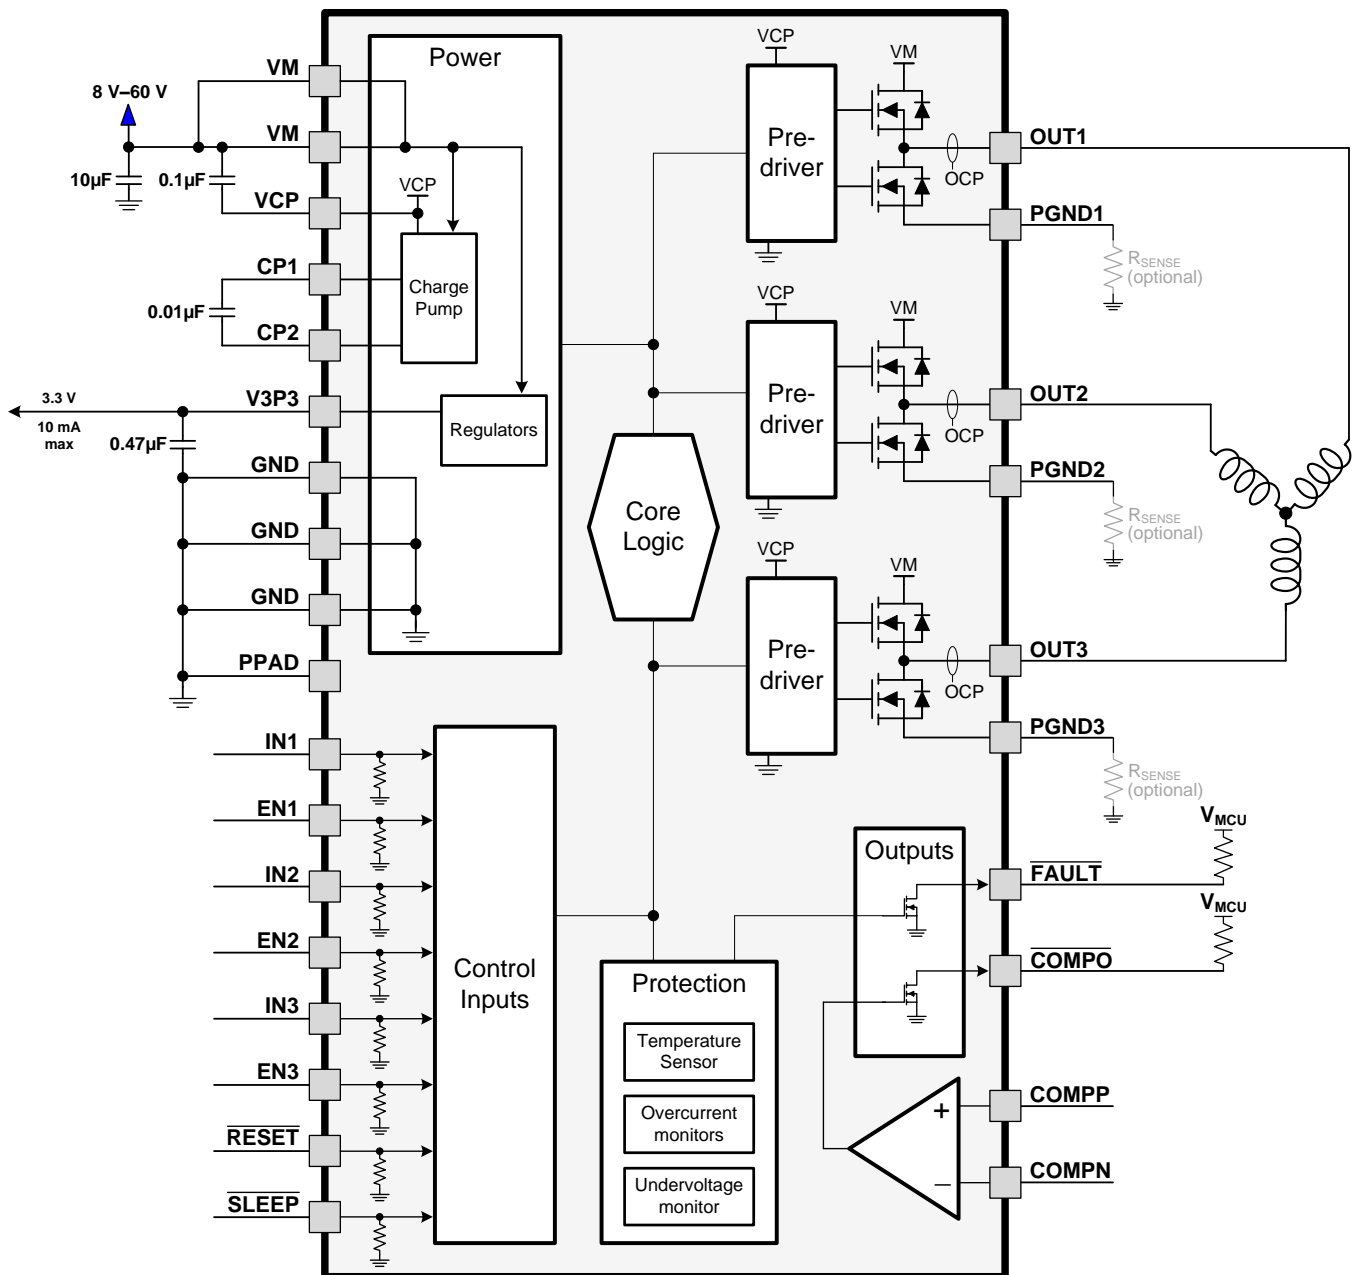 Power
VM
8 V–60 V
VM
10µF
0.1µF
VCP
VCP
CP1
Charge
Pump
0.01µF
CP2
3.3 V
V3P3
10 mA
max
0.47µF
Regulators
GND
GND
GND
PPAD
Core
Logic
VCP
VM
Pre-
driver
OUT1
OCP
PGND1
RSENSE
(optional)
VCP
VM
Pre-
driver
OUT2
OCP
PGND2
RSENSE
(optional)
VCP
VM
Pre-
driver
OUT3
OCP
PGND3
RSENSE
(optional)
IN1
EN1
IN2
EN2
IN3
EN3
RESET
SLEEP
Control
Inputs
Protection
Temperature
Sensor
Overcurrent
monitors
Undervoltage
monitor
Outputs
VMCU
FAULT
VMCU
COMPO
+
COMPP
–
COMPN